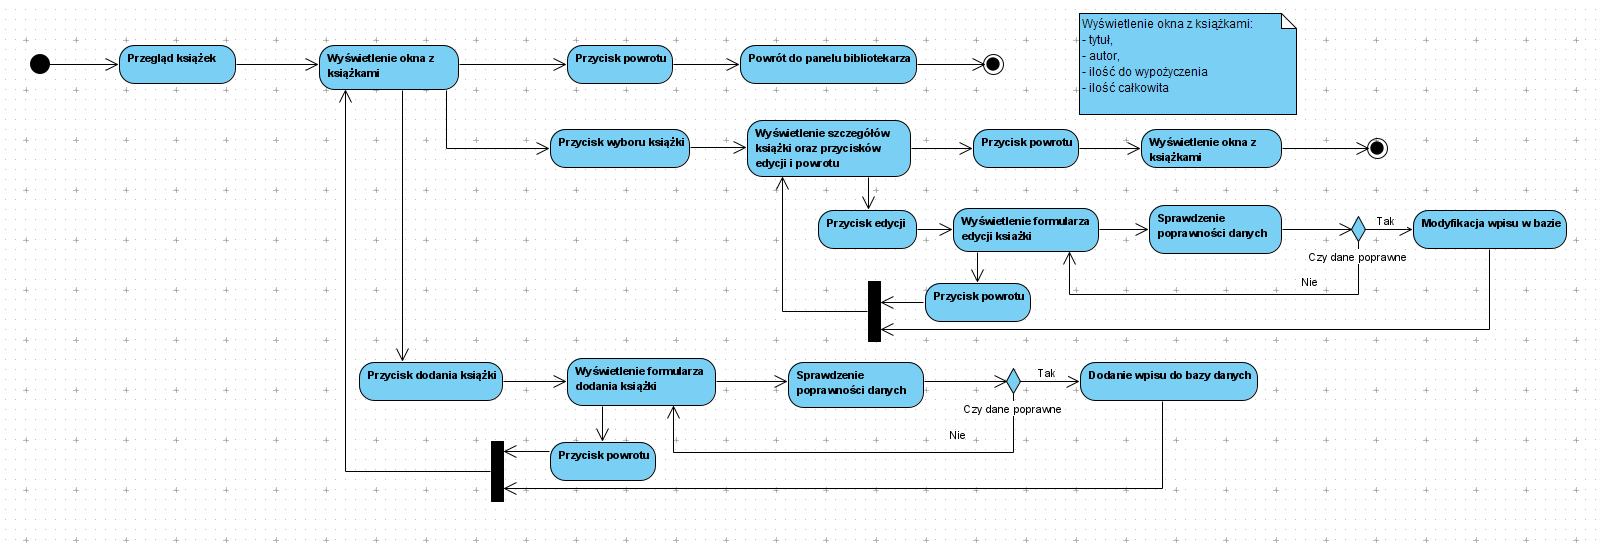 Przegląd książek
Wyświetlenie okna z
książkami
Przycisk powrotu
Powrót do panelu bibliotekarza
Wyświetlenie okna z książkami:
- tytuł,
- autor,
- ilość do wypożyczenia
- ilość całkowita
Przycisk wyboru książki
Wyświetlenie szczegółów
książki oraz przycisków
edycji i powrotu
Przycisk powrotu
Wyświetlenie okna z
książkami
Przycisk edycji
Wyświetlenie formularza
edycji ksiażki
Sprawdzenie
poprawności danych
Tak
Czy dane poprawne
Nie
Modyfikacja wpisu w bazie
Przycisk powrotu
Przycisk dodania książki
Wyświetlenie formularza
dodania książki
Sprawdzenie
poprawności danych
Tak
Czy dane poprawne
Nie
Dodanie wpisu do bazy danych
Przycisk powrotu